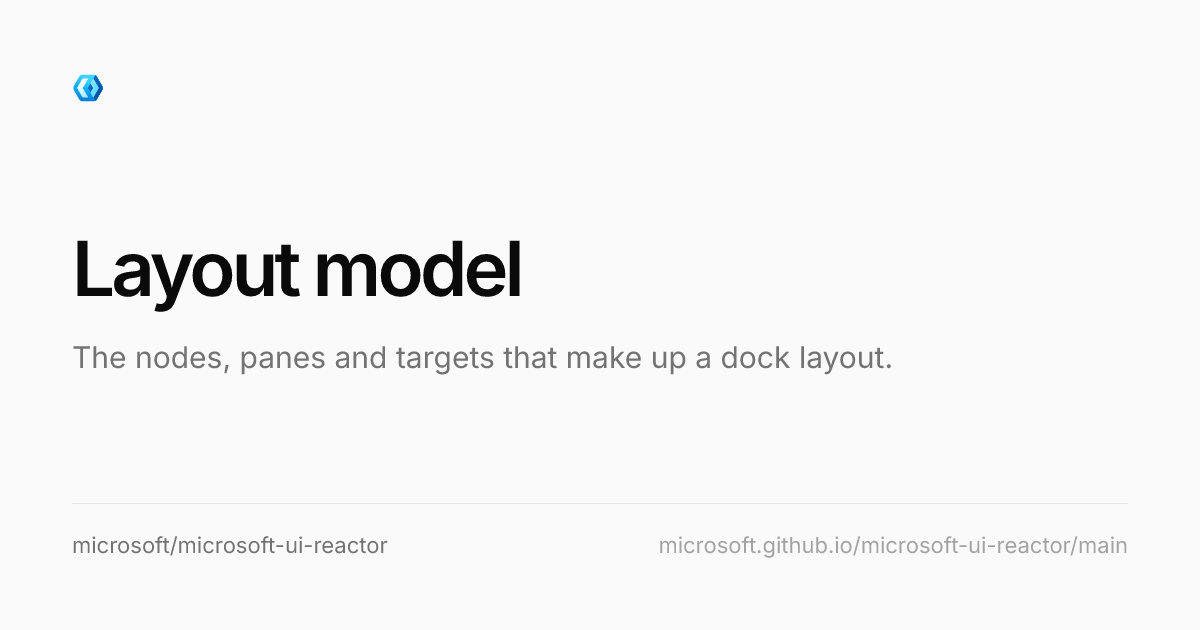 Layout model
The nodes, panes and targets that make up a dock layout.
microsoft/microsoft-ui-reactor
microsoft.github.io/microsoft-ui-reactor/main